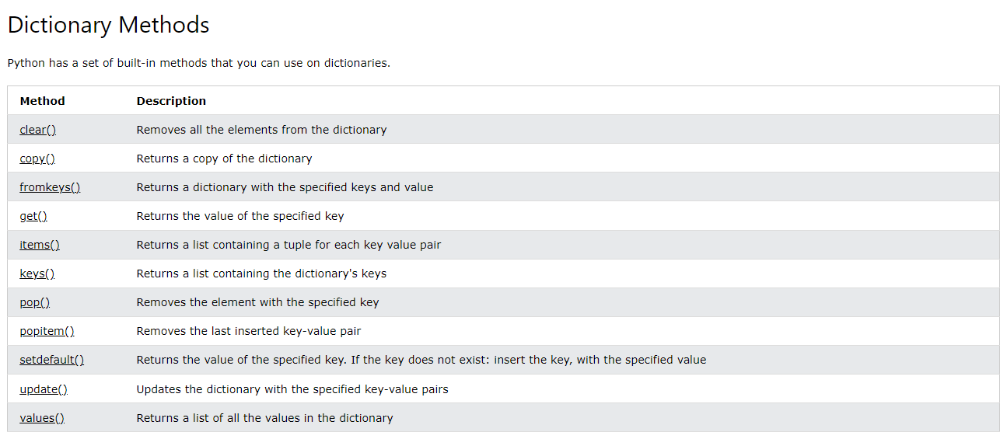 Dictionary Methods
Python has a set of built-in methods that you can use on dictionaries.
Method Description
clear() Removes all the elements from the dictionary
copy() Returns a copy of the dictionary
fromkeys() Returns a dictionary with the specified keys and value
get() Returns the value of the specified key
items() Returns a list containing a tuple for each key value pair
keys() Returns a list containing the dictionary's keys
pop() Removes the element with the specified key
popitem() Removes the last inserted key-value pair
setdefault() Returns the value of the specified key. If the key does not exist: insert the key, with the specified value
update() Updates the dictionary with the specified key-value pairs
values() Returns a list of all the values in the dictionary